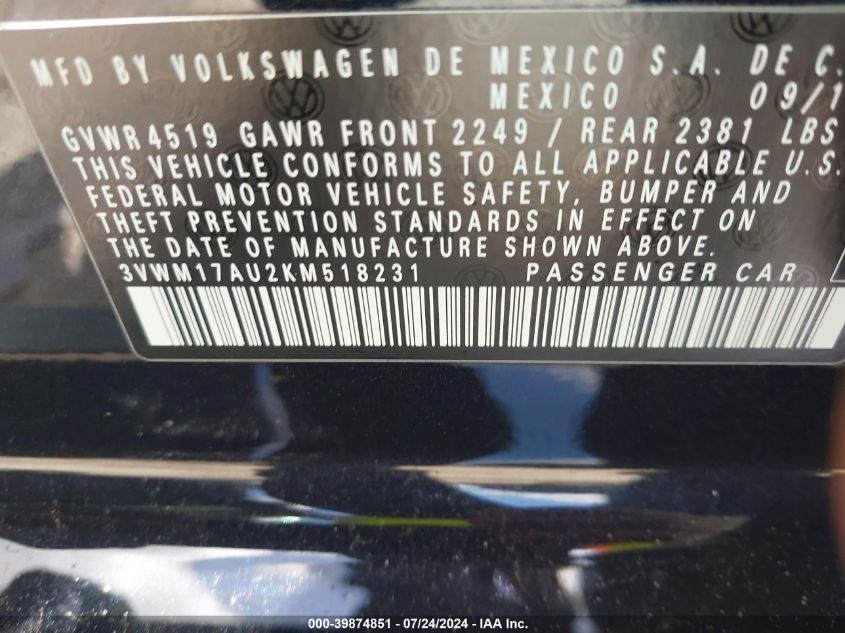 MFD BY VOLKSWAGEN DE MEXICO S.A. DE C.
MEXICO 09/1
GVWR 4519 GAWR FRONT 2249 / REAR 2381 LBS
THIS VEHICLE CONFORMS TO ALL APPLICABLE U.S.
FEDERAL MOTOR VEHICLE SAFETY, BUMPER AND
THEFT PREVENTION STANDARDS IN EFFECT ON
THE DATE OF MANUFACTURE SHOWN ABOVE.
3VWM17AU2KM518231 PASSENGER CAR
000-39874851 / 07/24/2024 - IAA Inc.